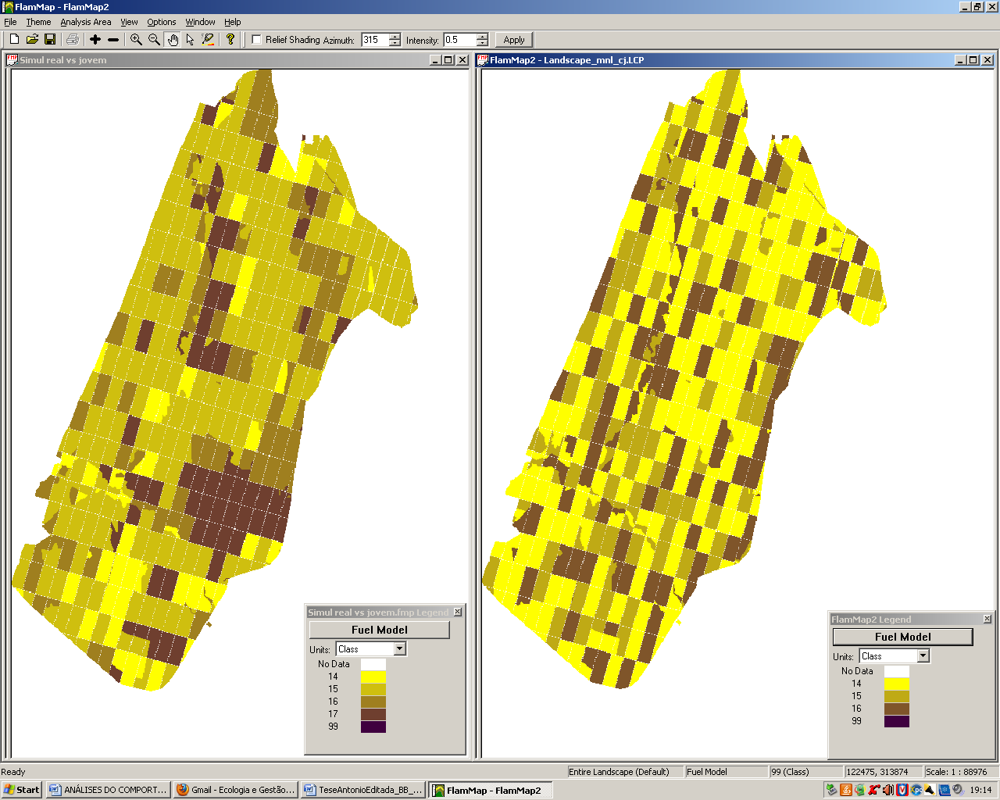 FlamMap - FlamMap2
File Theme Analysis Area View Options Window Help
Relief Shading Azimuth: 315 Intensity: 0.5 Apply
Simul real vs jovem
FlamMap2 - Landscape_mnl_cj.LCP
Simul real vs jovem.fmp Legend
Fuel Model
Units: Class
No Data
14
15
16
17
99
FlamMap2 Legend
Fuel Model
Units: Class
No Data
14
15
16
99
Ready Entire Landscape (Default) Fuel Model 99 (Class) 122475, 313874 Scale: 1 : 88976
Start ANÁLISES DO COMPORT... Gmail - Ecologia e Gestão... TeseAntonioEditada_BB_... FlamMap - FlamMap2 19:14